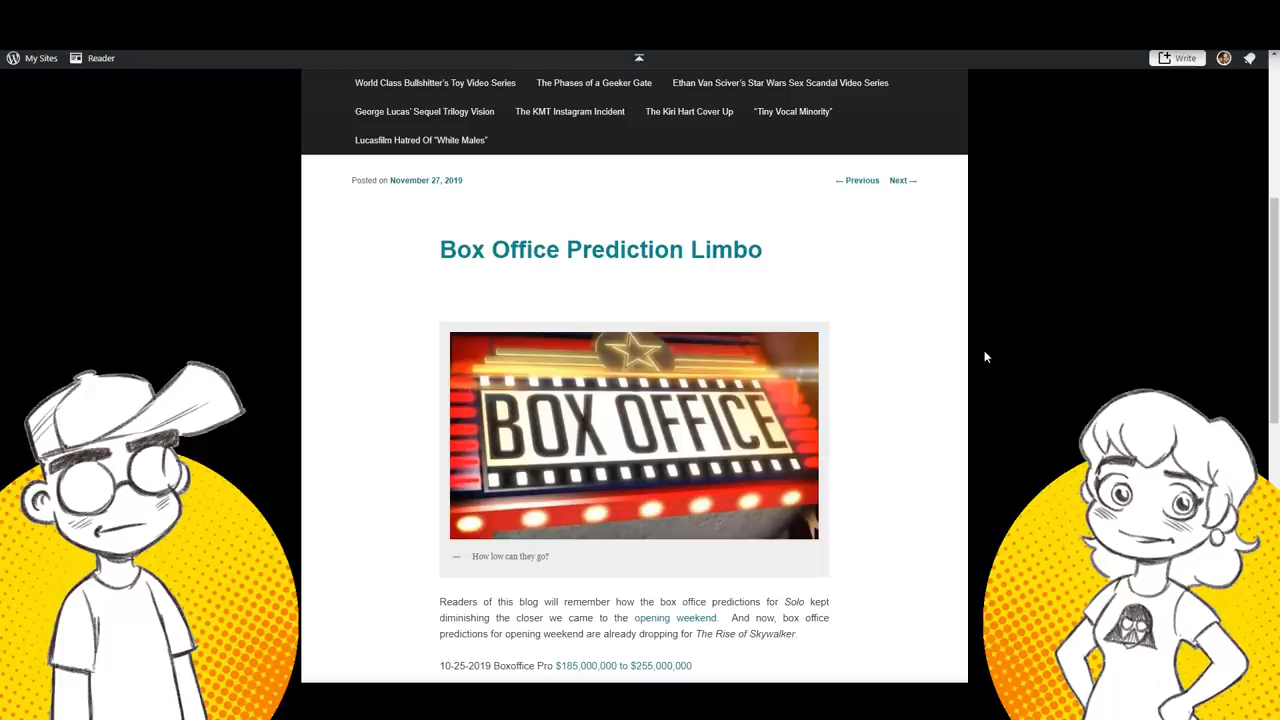 My Sites Reader Write
World Class Bullshitter's Toy Video Series The Phases of a Geeker Gate Ethan Van Sciver's Star Wars Sex Scandal Video Series
George Lucas' Sequel Trilogy Vision The KMT Instagram Incident The Kiri Hart Cover Up "Tiny Vocal Minority"
Lucasfilm Hatred Of "White Males"
Posted on November 27, 2019 ← Previous Next →
Box Office Prediction Limbo
BOX OFFICE
— How low can they go?
Readers of this blog will remember how the box office predictions for Solo kept
diminishing the closer we came to the opening weekend. And now, box office
predictions for opening weekend are already dropping for The Rise of Skywalker.
10-25-2019 Boxoffice Pro $185,000,000 to $255,000,000